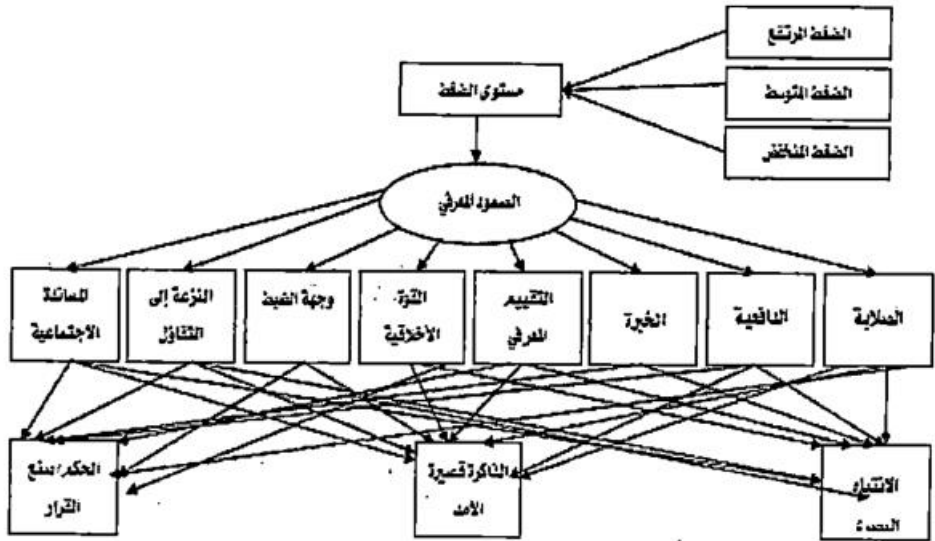 الضغط المرتفع
مستوى الضغط
الضغط المتوسط
الضغط المنخفض
الصمود المعرفي
الصلابة
الدافعية
الخبرة
التقييم
المعرفي
القوة
الأخلاقية
وجهة الضبط
النزعة إلى
التفاؤل
المساندة
الاجتماعية
الانتباه
الذاكرة قصيرة
الأمد
الحكم/صنع
القرار